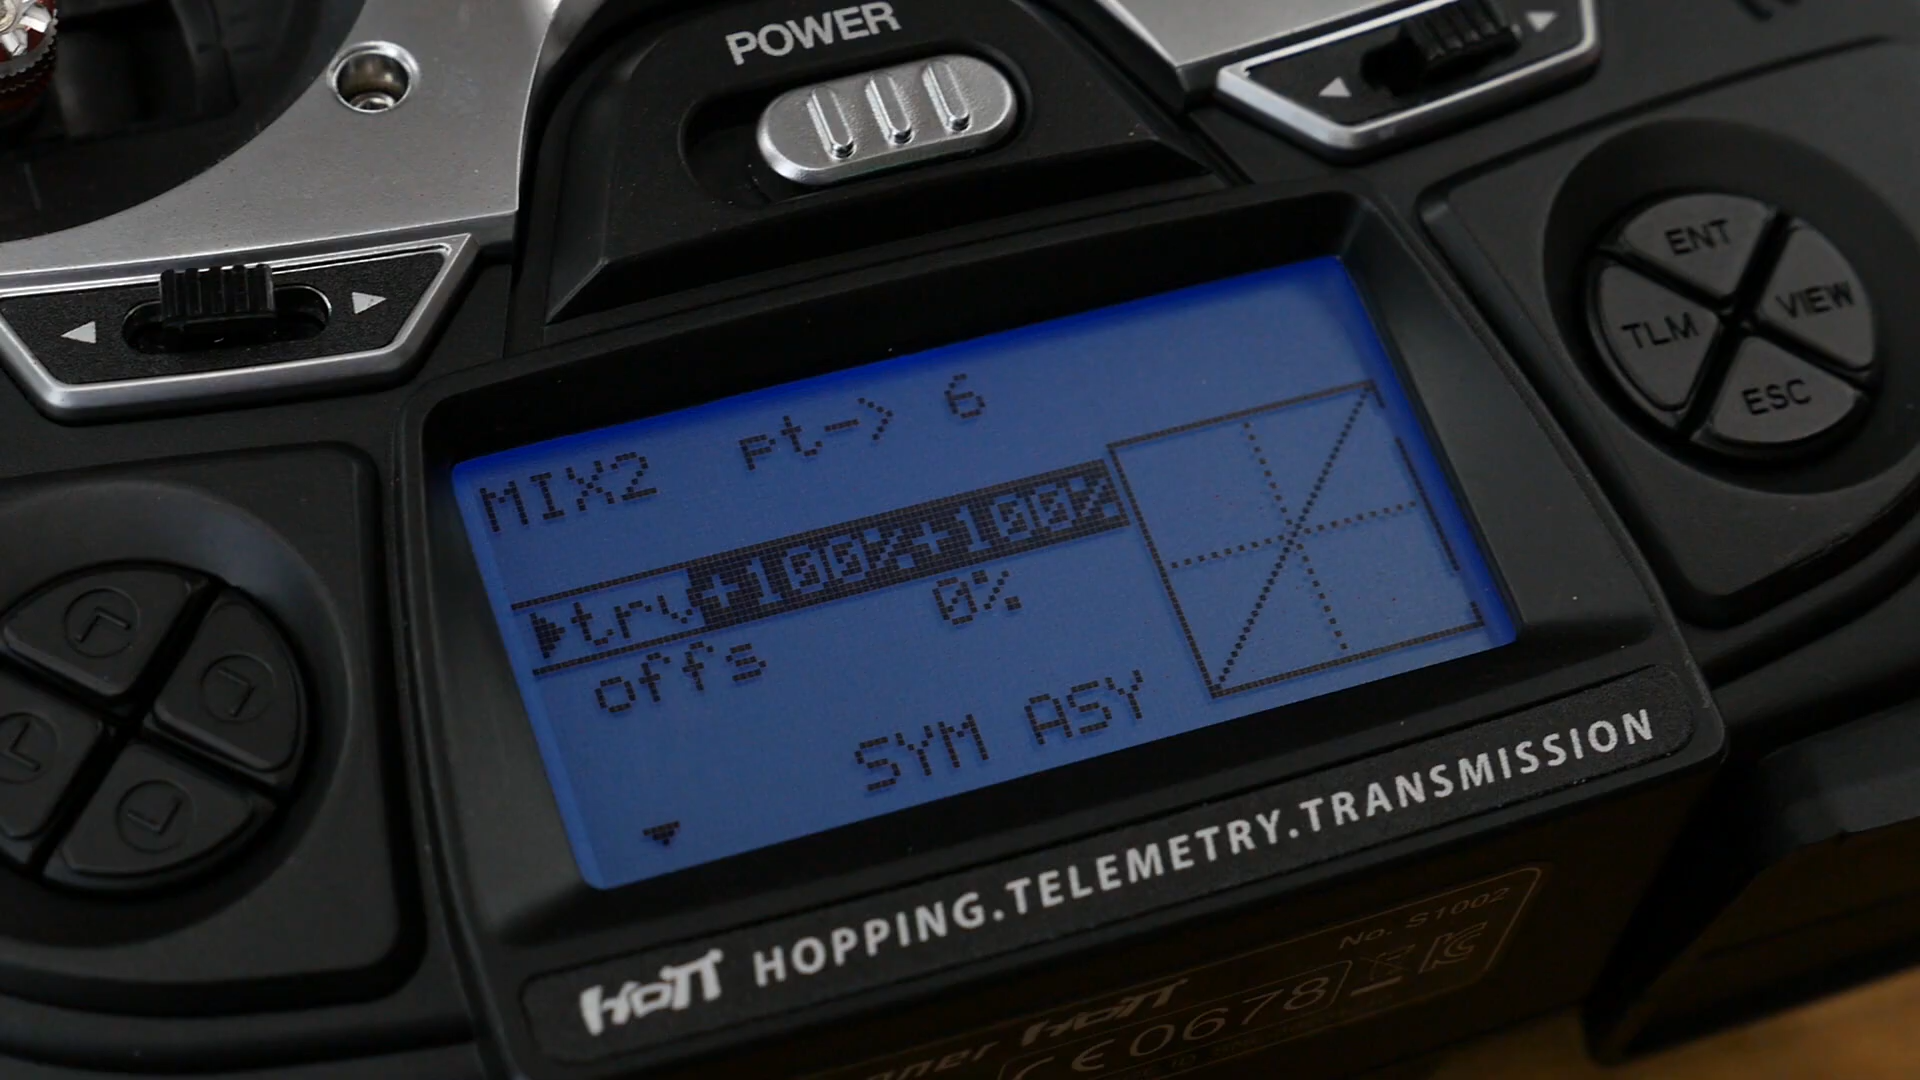 POWER
ENT
TLM
VIEW
ESC
MIX2 pt-> 6
▶trv+100%+100%
offs 0%
SYM ASY
HoTT HOPPING.TELEMETRY.TRANSMISSION
No. S1002
HoTT
CE0678